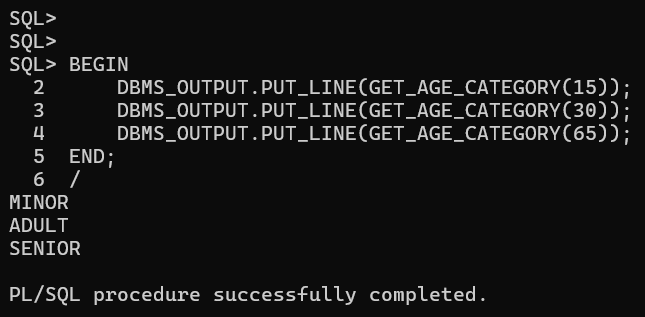 SQL>
SQL>
SQL> BEGIN
  2      DBMS_OUTPUT.PUT_LINE(GET_AGE_CATEGORY(15));
  3      DBMS_OUTPUT.PUT_LINE(GET_AGE_CATEGORY(30));
  4      DBMS_OUTPUT.PUT_LINE(GET_AGE_CATEGORY(65));
  5  END;
  6  /
MINOR
ADULT
SENIOR

PL/SQL procedure successfully completed.